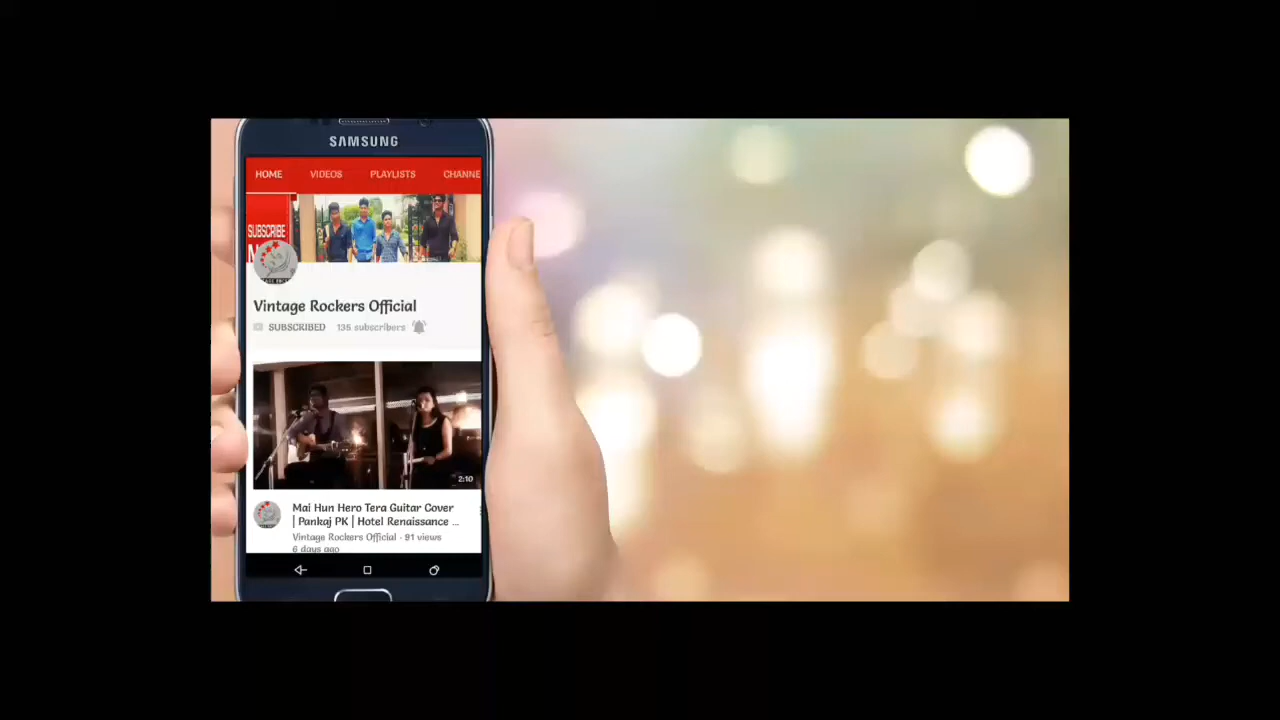 SAMSUNG
HOME VIDEOS PLAYLISTS CHANNE
SUBSCRIBE
Vintage Rockers Official
SUBSCRIBED 136 subscribers
2:10
Mai Hun Hero Tera Guitar Cover
| Pankaj PK | Hotel Renaissance ...
Vintage Rockers Official - 91 views
6 days ago